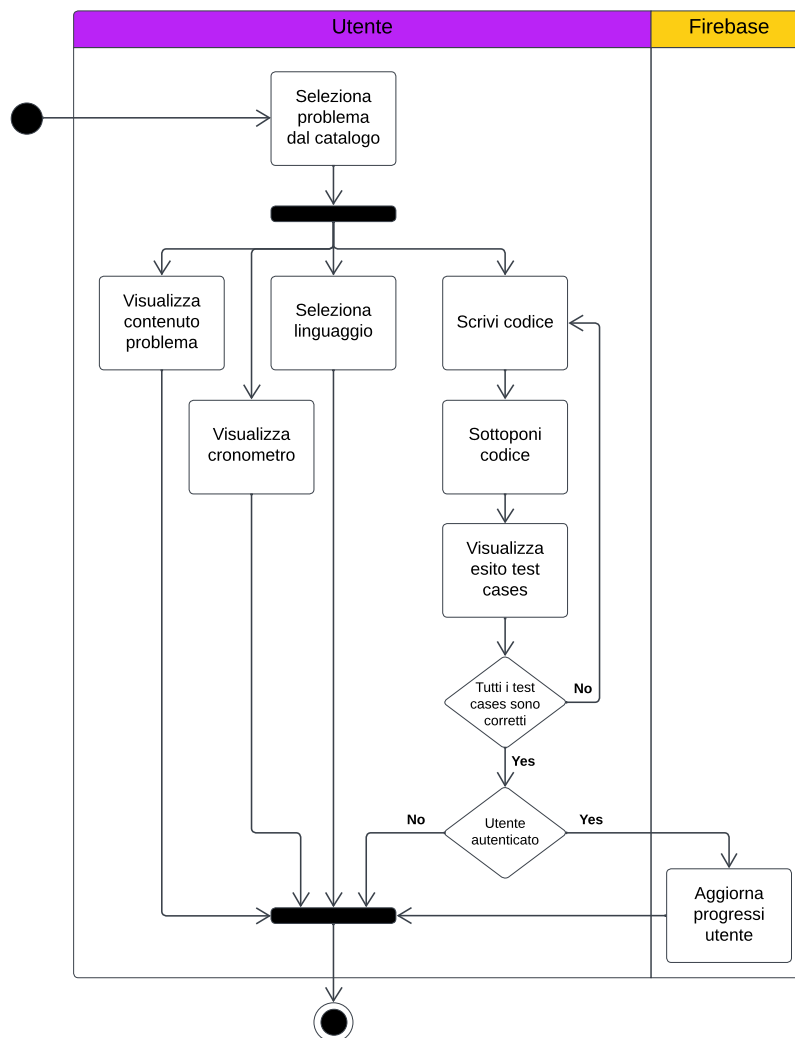 Utente
Firebase
Seleziona
problema
dal catalogo
Visualizza
contenuto
problema
Seleziona
linguaggio
Scrivi codice
Visualizza
cronometro
Sottoponi
codice
Visualizza
esito test
cases
Tutti i test
cases sono
corretti
No
Yes
Utente
autenticato
No
Yes
Aggiorna
progressi
utente